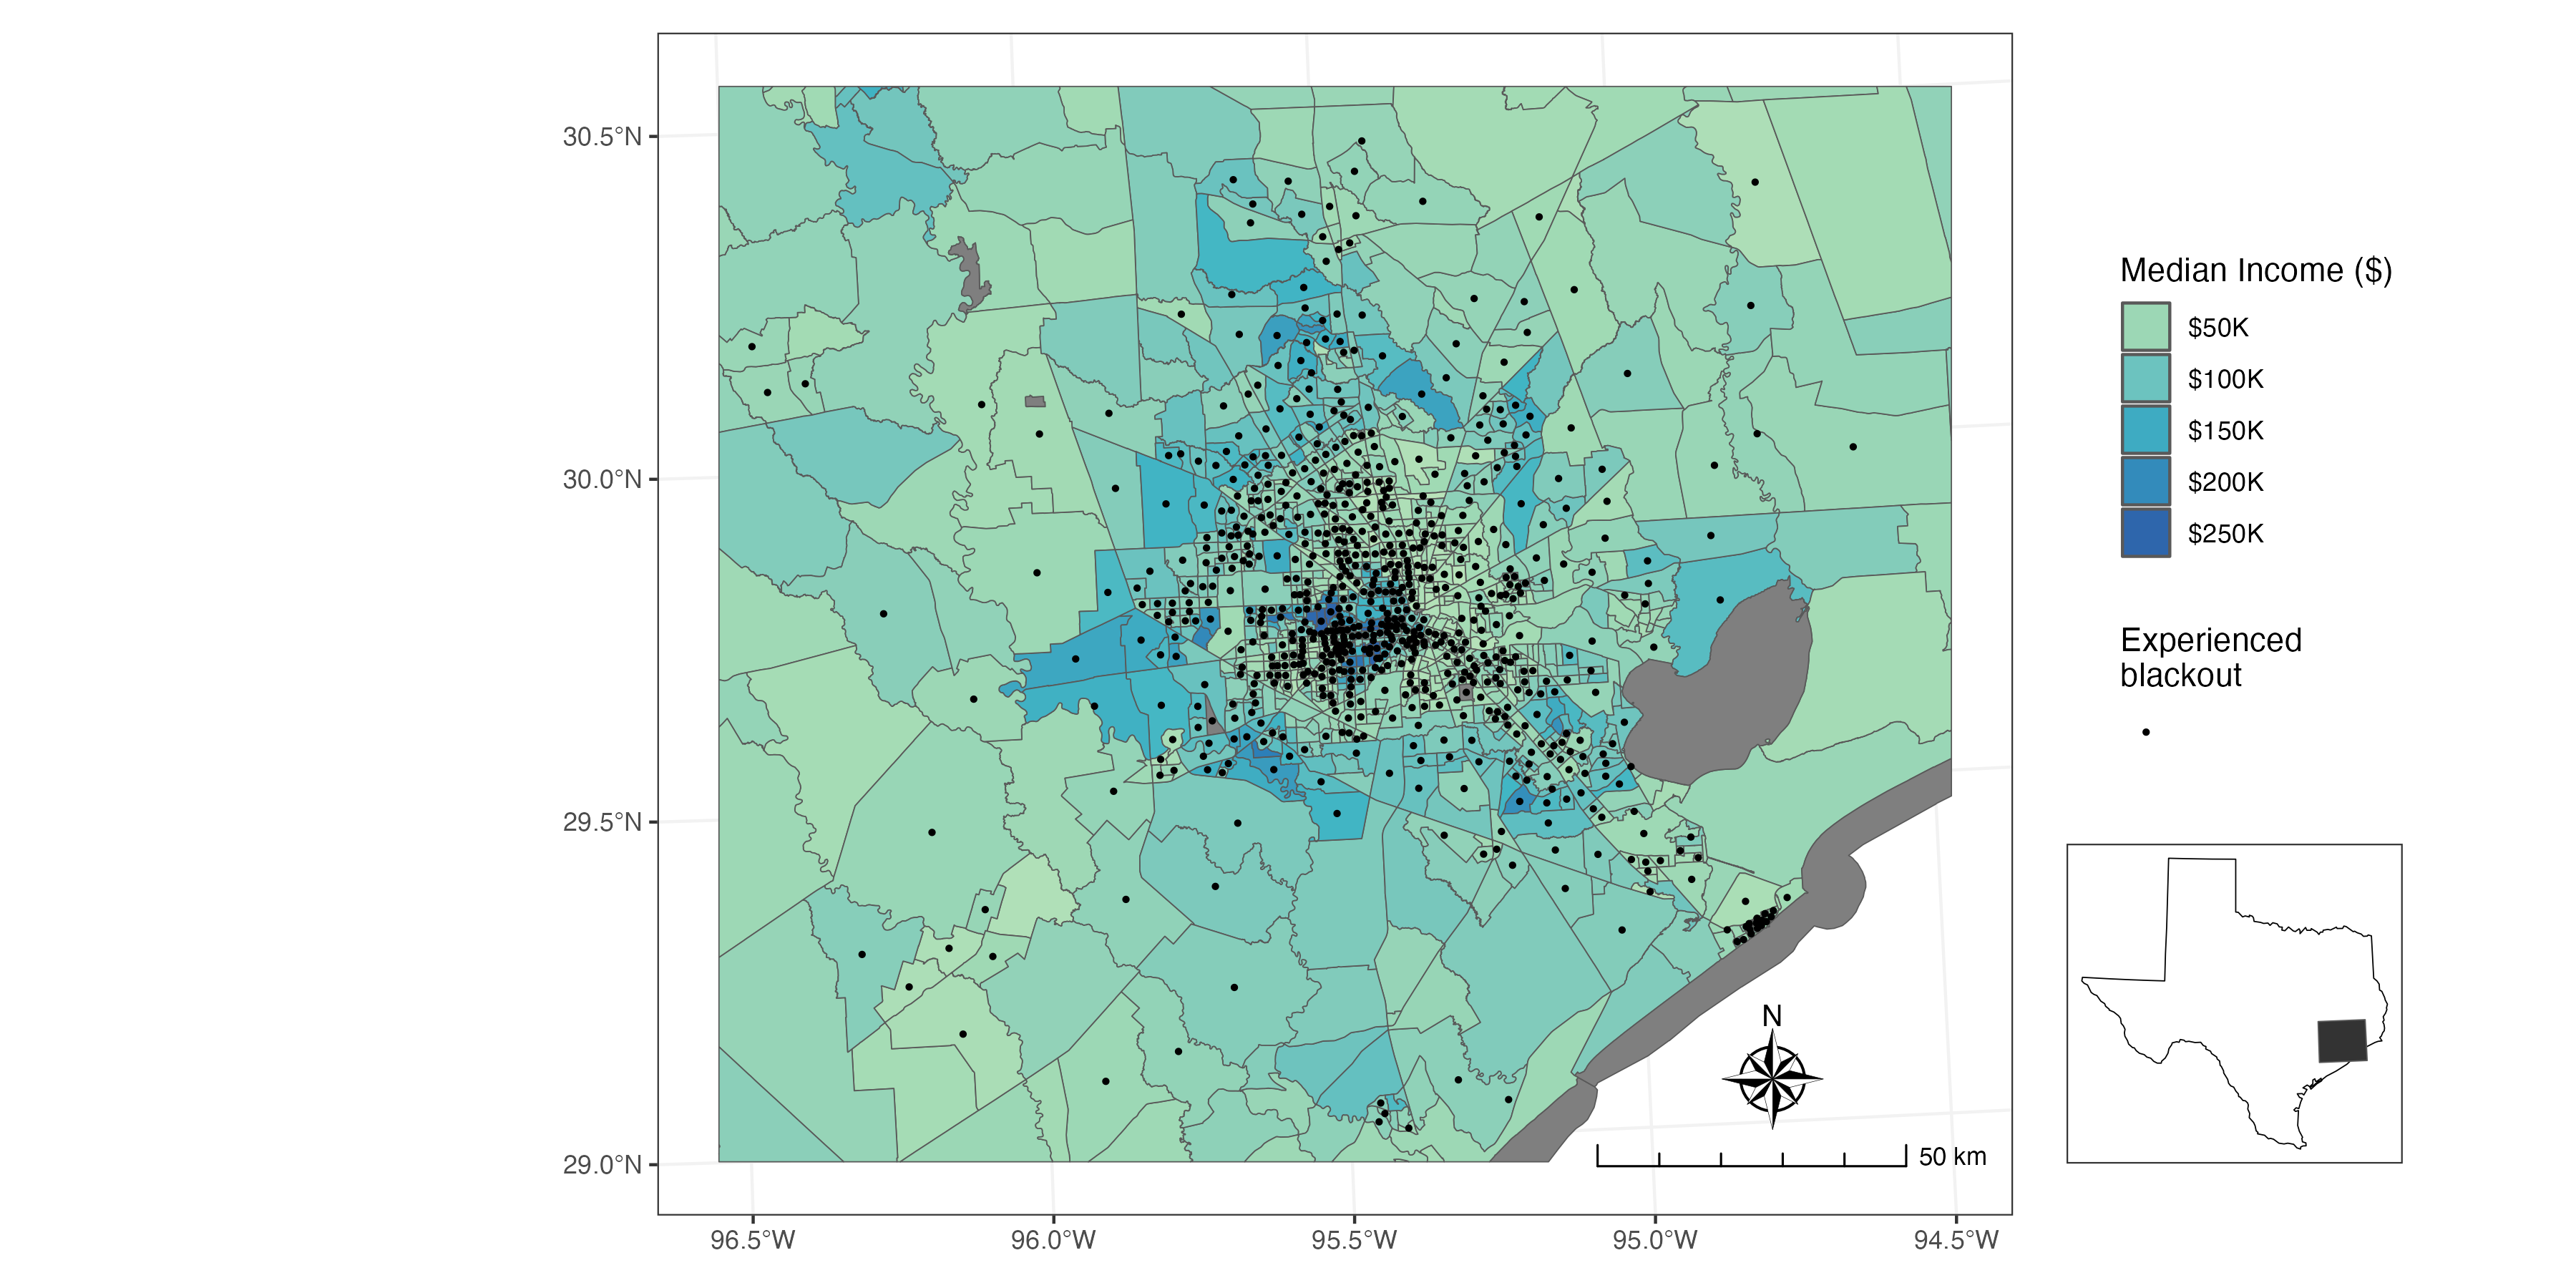 30.5°N
30.0°N
29.5°N
29.0°N
96.5°W
96.0°W
95.5°W
95.0°W
94.5°W
N
50 km
Median Income ($)
$50K
$100K
$150K
$200K
$250K
Experienced
blackout